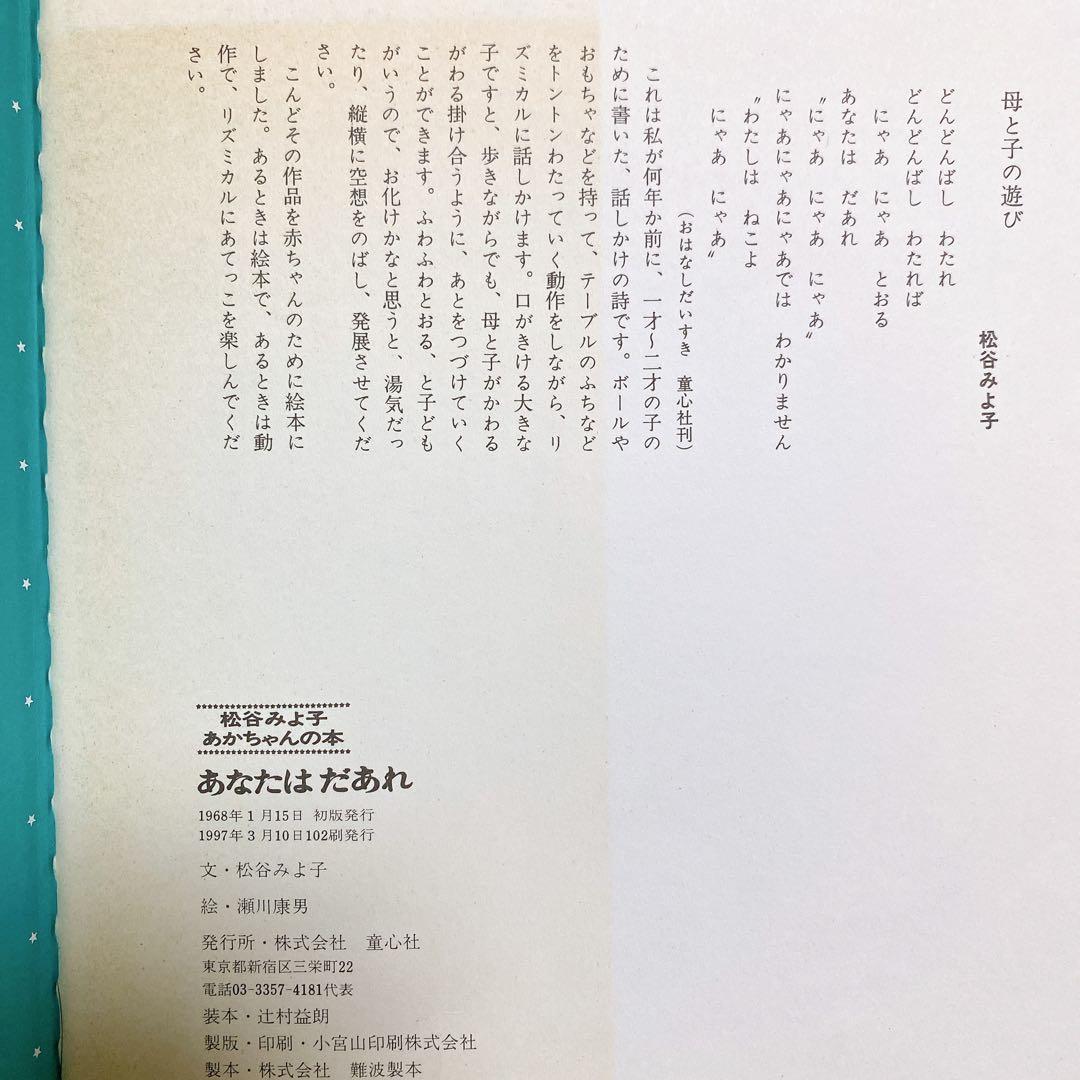 母と子の遊び
松谷みよ子
どんどんばし　わたれ
どんどんばし　わたれば
にゃあ　にゃあ　とおる
あなたは　だあれ
〝にゃあ　にゃあ　にゃあ〟
にゃあにゃあにゃあでは　わかりません
〝わたしは　ねこよ
にゃあ　にゃあ〟
（おはなしだいすき　童心社刊）
これは私が何年か前に、一才～二才の子の
ために書いた、話しかけの詩です。ボールや
おもちゃなどを持って、テーブルのふちなど
をトントンわたっていく動作をしながら、リ
ズミカルに話しかけます。口がきける大きな
子ですと、歩きながらでも、母と子がかわる
がわる掛け合うように、あとをつづけていく
ことができます。ふわふわとおる、と子ども
がいうので、お化けかなと思うと、湯気だっ
たり、縦横に空想をのばし、発展させてくだ
さい。
こんどその作品を赤ちゃんのために絵本に
しました。あるときは絵本で、あるときは動
作で、リズミカルにあてっこを楽しんでくだ
さい。
松谷みよ子
あかちゃんの本
あなたは だあれ
1968年1月15日 初版発行
1997年3月10日102刷発行
文・松谷みよ子
絵・瀬川康男
発行所・株式会社　童心社
東京都新宿区三栄町22
電話03-3357-4181代表
装本・辻村益朗
製版・印刷・小宮山印刷株式会社
製本・株式会社　難波製本